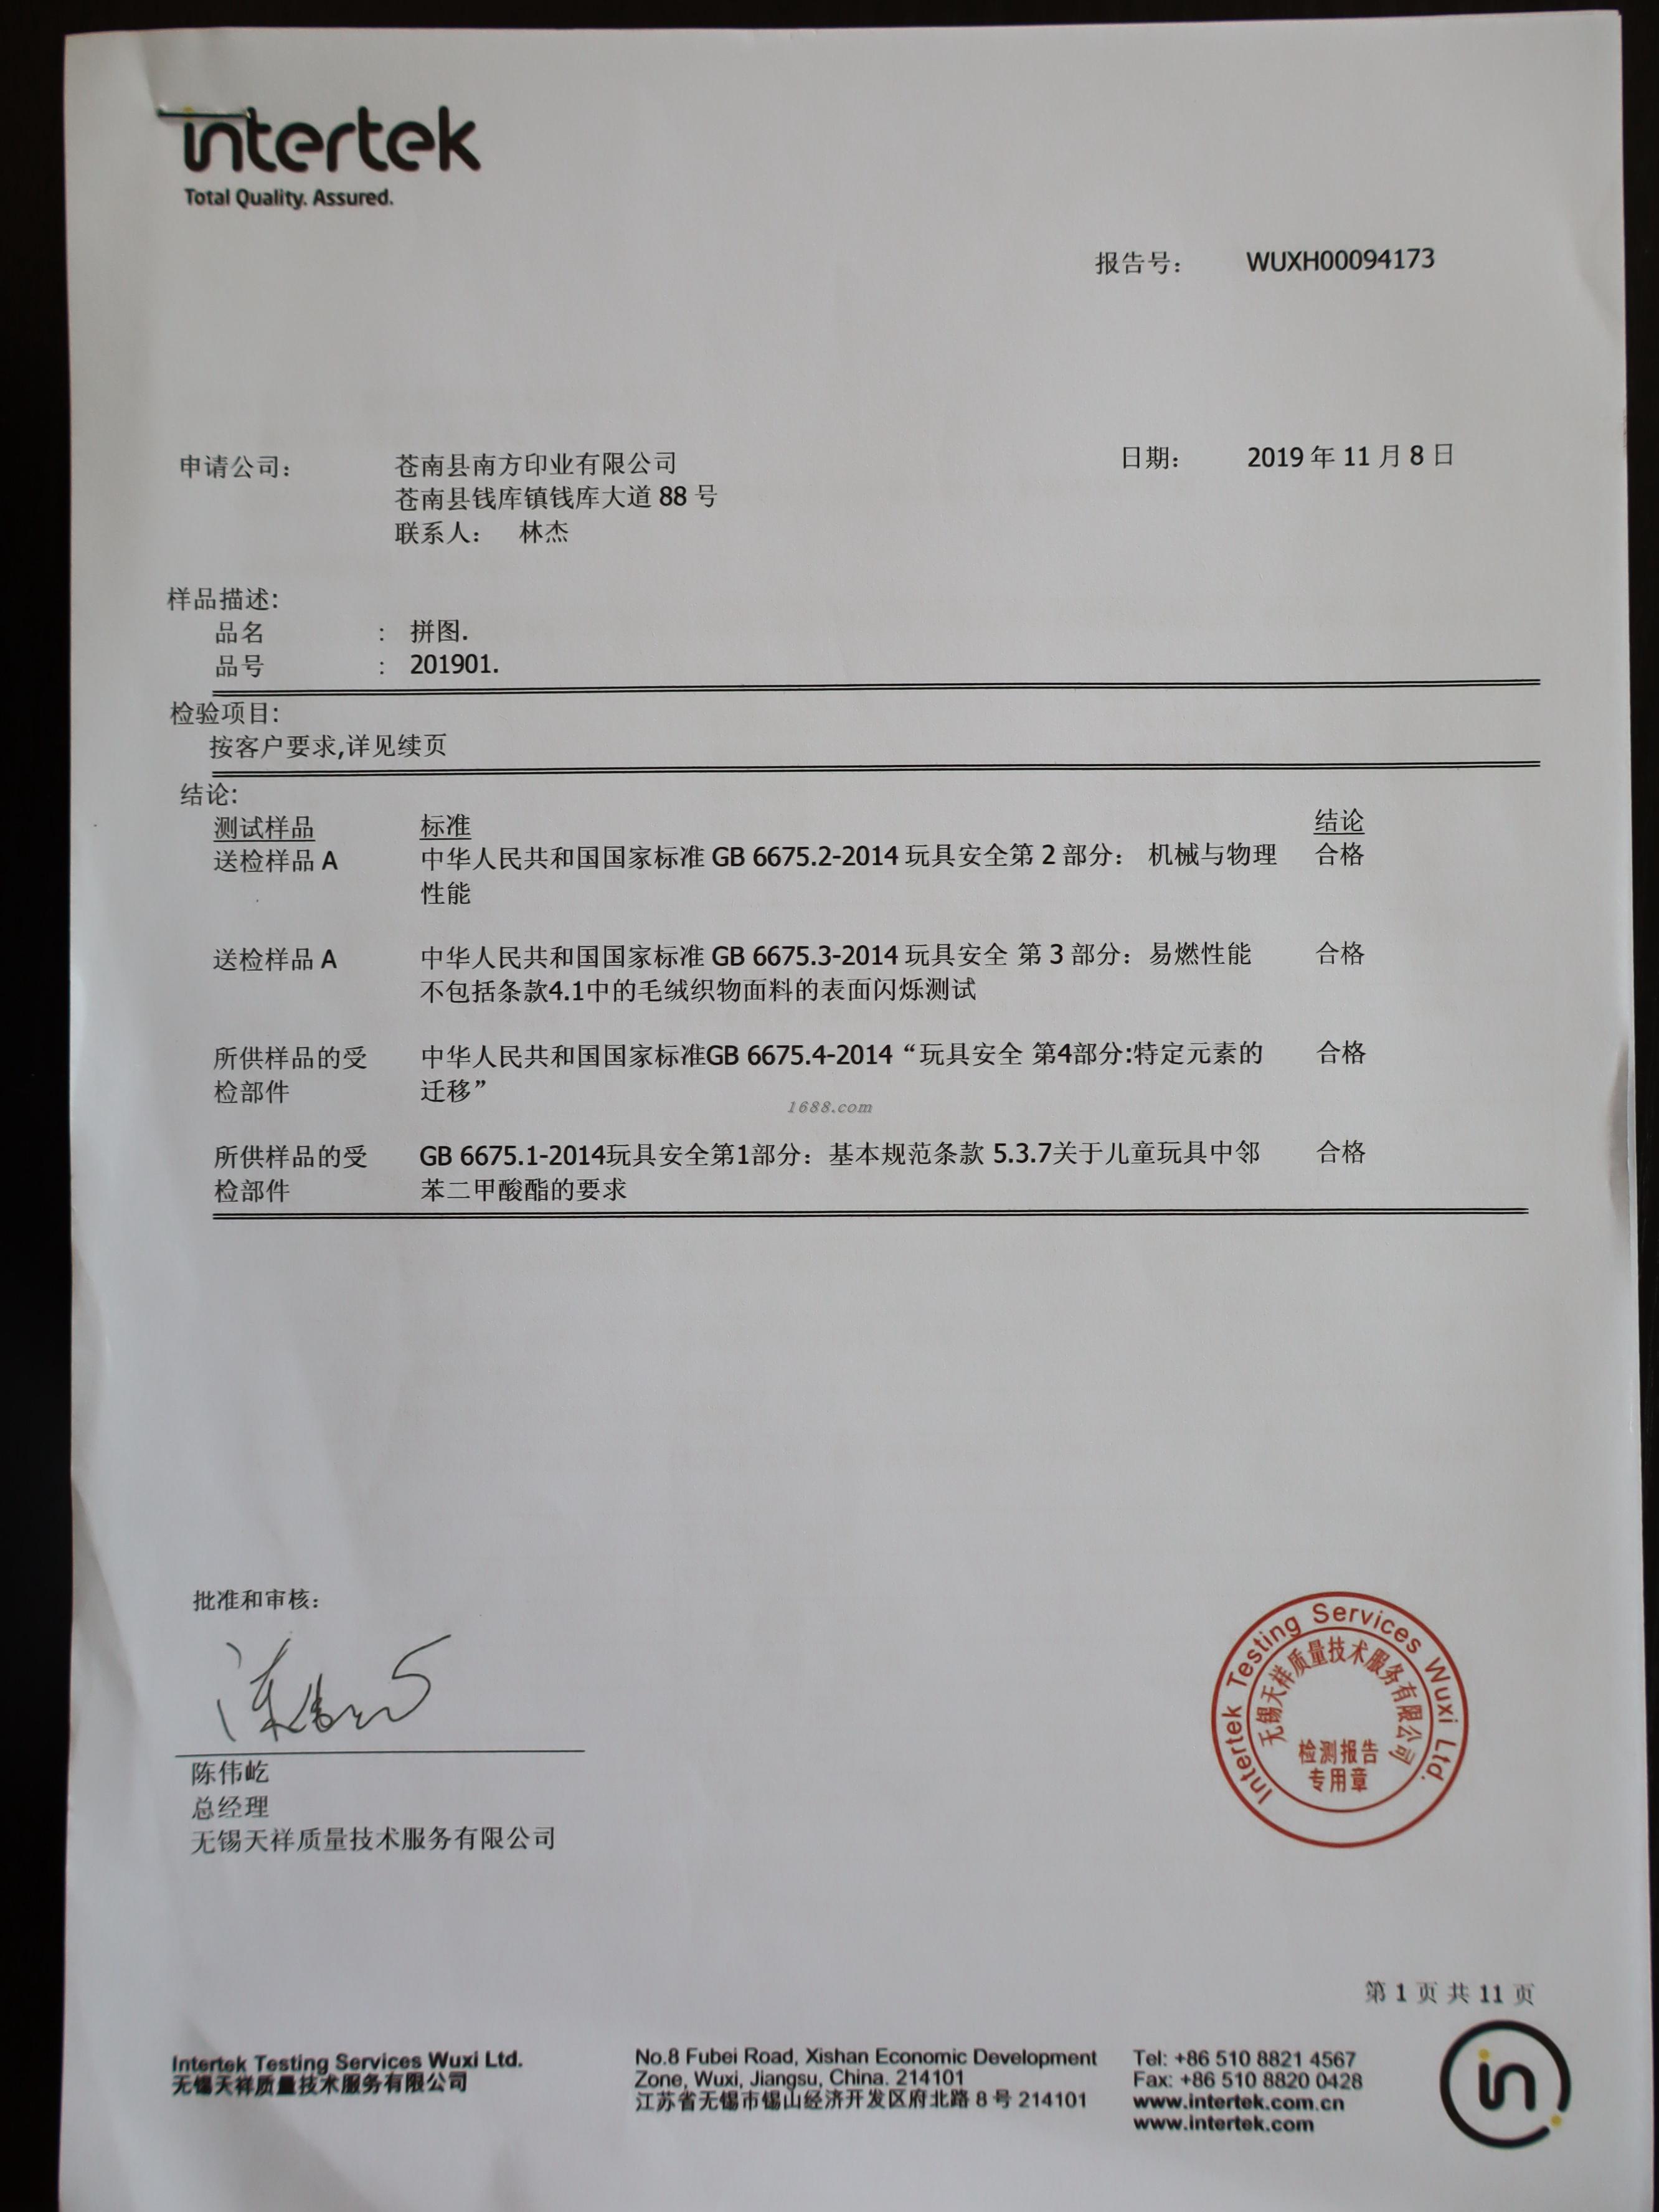 intertek
Total Quality. Assured.
报告号： WUXH00094173
申请公司： 苍南县南方印业有限公司 日期： 2019 年 11 月 8 日
苍南县钱库镇钱库大道 88 号
联系人： 林杰
样品描述:
品名 : 拼图.
品号 : 201901.
检验项目:
按客户要求,详见续页
结论:
测试样品 标准 结论
送检样品 A 中华人民共和国国家标准 GB 6675.2-2014 玩具安全第 2 部分： 机械与物理 合格
性能
送检样品 A 中华人民共和国国家标准 GB 6675.3-2014 玩具安全 第 3 部分：易燃性能 合格
不包括条款4.1中的毛绒织物面料的表面闪烁测试
所供样品的受 中华人民共和国国家标准GB 6675.4-2014“玩具安全 第4部分:特定元素的 合格
检部件 迁移”
1688.com
所供样品的受 GB 6675.1-2014玩具安全第1部分：基本规范条款 5.3.7关于儿童玩具中邻 合格
检部件 苯二甲酸酯的要求
批准和审核：
陈伟屹
总经理
无锡天祥质量技术服务有限公司
Intertek Testing Services Wuxi Ltd.
无锡天祥质量技术服务有限公司
检测报告
专用章
第 1 页 共 11 页
Intertek Testing Services Wuxi Ltd.
无锡天祥质量技术服务有限公司
No.8 Fubei Road, Xishan Economic Development
Zone, Wuxi, Jiangsu, China. 214101
江苏省无锡市锡山经济开发区府北路 8 号 214101
Tel: +86 510 8821 4567
Fax: +86 510 8820 0428
www.intertek.com.cn
www.intertek.com
in